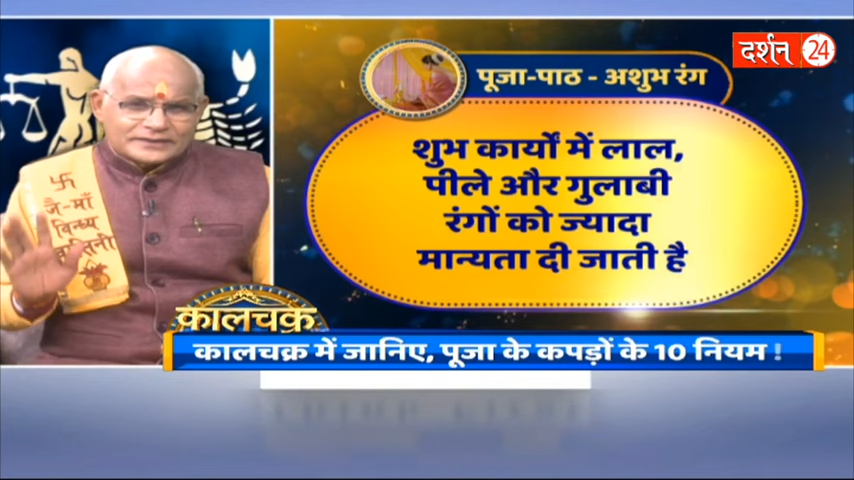 दर्शन 24
पूजा-पाठ - अशुभ रंग
शुभ कार्यों में लाल,
पीले और गुलाबी
रंगों को ज्यादा
मान्यता दी जाती है
जै-माँ
विन्ध्य
कालचक्र
कालचक्र में जानिए, पूजा के कपड़ों के 10 नियम !